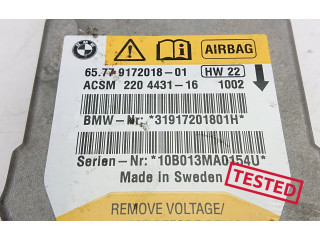 BMW
AIRBAG
65.77 9172018-01 HW 22
ACSM 220 4431-16 1002
BMW-Nr: *31917201801H*
Serien-Nr: *10B013MA0154U*
Made in Sweden
TESTED
REMOVE VOLTAGE/